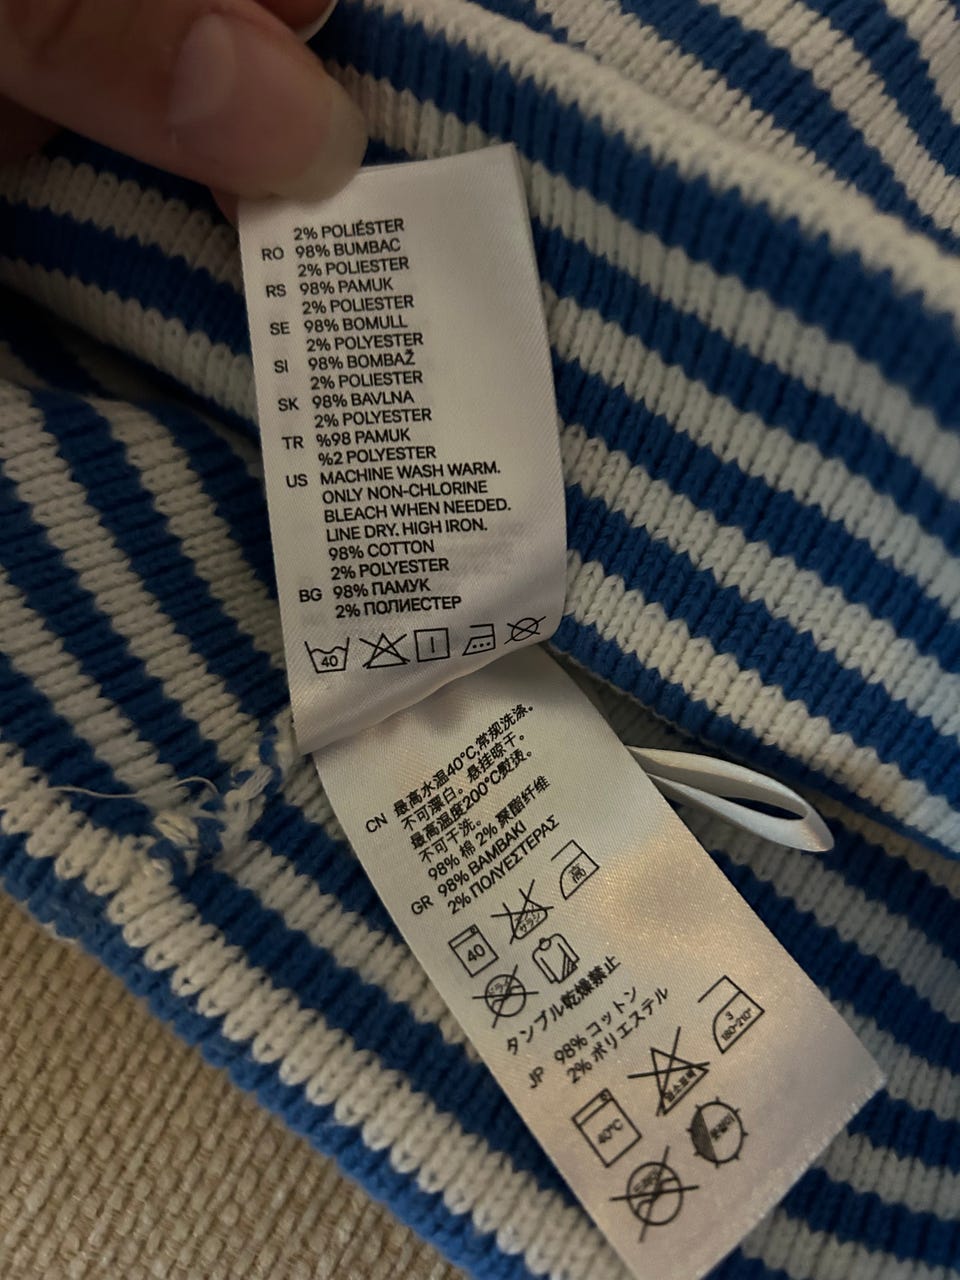 2% POLIÉSTER
RO 98% BUMBAC
2% POLIESTER
RS 98% PAMUK
2% POLIESTER
SE 98% BOMULL
2% POLYESTER
SI 98% BOMBAŽ
2% POLIESTER
SK 98% BAVLNA
2% POLYESTER
TR %98 PAMUK
%2 POLYESTER
US MACHINE WASH WARM.
ONLY NON-CHLORINE
BLEACH WHEN NEEDED.
LINE DRY. HIGH IRON.
98% COTTON
2% POLYESTER
BG 98% ПАМУК
2% ПОЛИЕСТЕР
40
CN 最高水温40°C,常规洗涤。
不可漂白。悬挂晾干。
最高温度200°C熨烫。
不可干洗。
98% 棉 2% 聚酯纤维
GR 98% ΒΑΜΒΑΚΙ
2% ΠΟΛΥΕΣΤΕΡΑΣ
40 高
タンブル乾燥禁止
JP 98% コットン
2% ポリエステル
40°C 3
180~210°